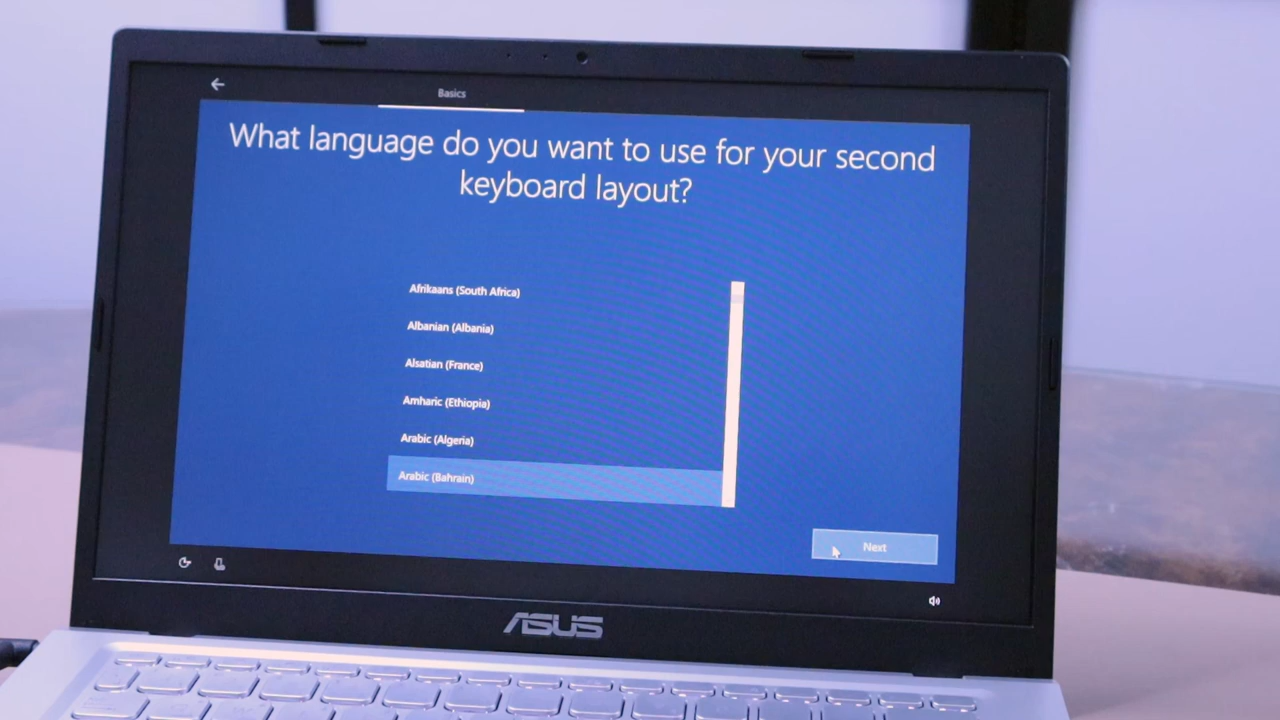 Basics
What language do you want to use for your second
keyboard layout?
Afrikaans (South Africa)
Albanian (Albania)
Alsatian (France)
Amharic (Ethiopia)
Arabic (Algeria)
Arabic (Bahrain)
Next
ASUS